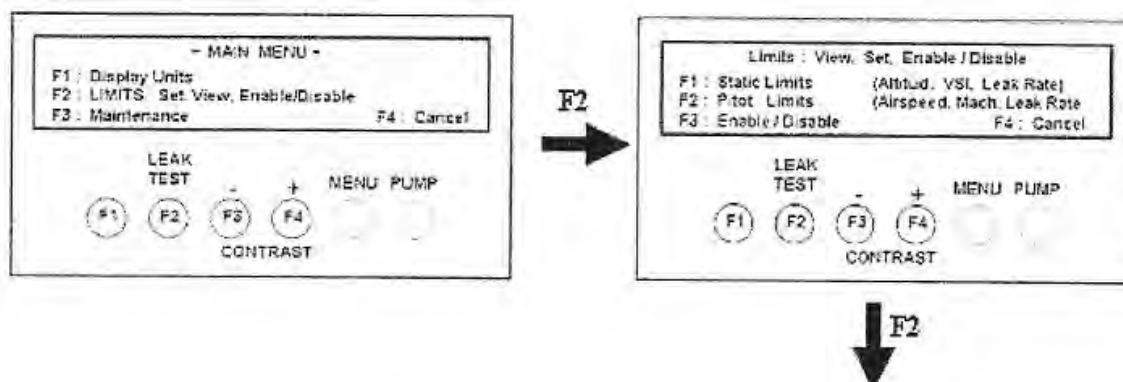 - MAIN MENU -
F1 : Display Units
F2 : LIMITS Set, View, Enable/Disable
F3 : Maintenance F4 : Cancel
LEAK
TEST - + MENU PUMP
F1 F2 F3 F4
CONTRAST
F2
Limits : View, Set, Enable / Disable
F1 : Static Limits (Altitud, VSI, Leak Rate)
F2 : Pitot Limits (Airspeed, Mach, Leak Rate
F3 : Enable / Disable F4 : Cancel
LEAK
TEST - + MENU PUMP
F1 F2 F3 F4
CONTRAST
F2